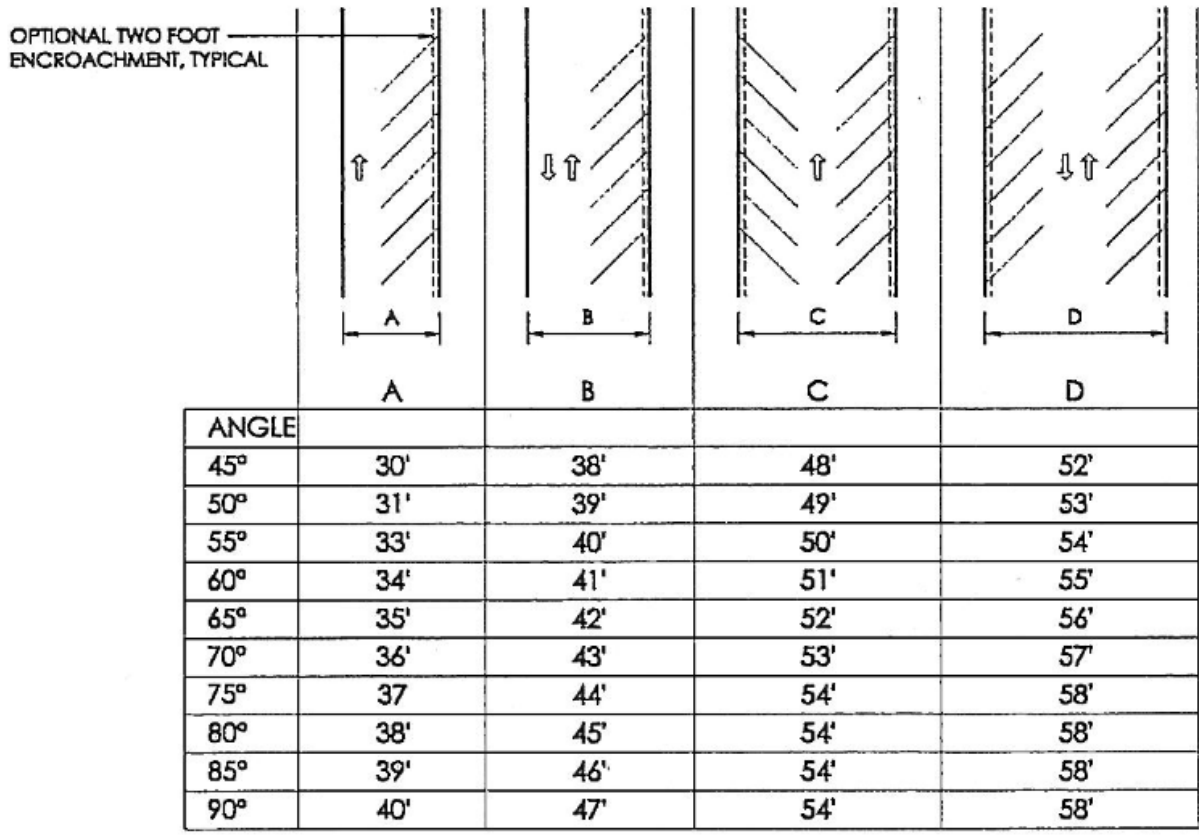 OPTIONAL TWO FOOT
ENCROACHMENT, TYPICAL
A B C D
A B C D
ANGLE
45° 30' 38' 48' 52'
50° 31' 39' 49' 53'
55° 33' 40' 50' 54'
60° 34' 41' 51' 55'
65° 35' 42' 52' 56'
70° 36' 43' 53' 57'
75° 37 44' 54' 58'
80° 38' 45' 54' 58'
85° 39' 46' 54' 58'
90° 40' 47' 54' 58'